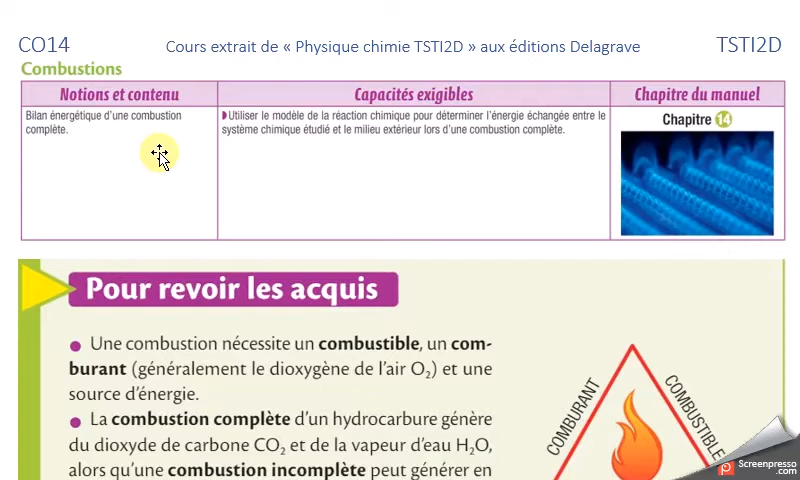 CO14 Cours extrait de « Physique chimie TSTI2D » aux éditions Delagrave TSTI2D
Combustions
Notions et contenu Capacités exigibles Chapitre du manuel
Bilan énergétique d'une combustion
complète.
Utiliser le modèle de la réaction chimique pour déterminer l'énergie échangée entre le
système chimique étudié et le milieu extérieur lors d'une combustion complète.
Chapitre 14
Pour revoir les acquis
● Une combustion nécessite un combustible, un com-
burant (généralement le dioxygène de l'air O₂) et une
source d'énergie.
● La combustion complète d'un hydrocarbure génère
du dioxyde de carbone CO₂ et de la vapeur d'eau H₂O,
alors qu'une combustion incomplète peut générer en
COMBURANT
COMBUSTIBLE
Screenpresso
.com